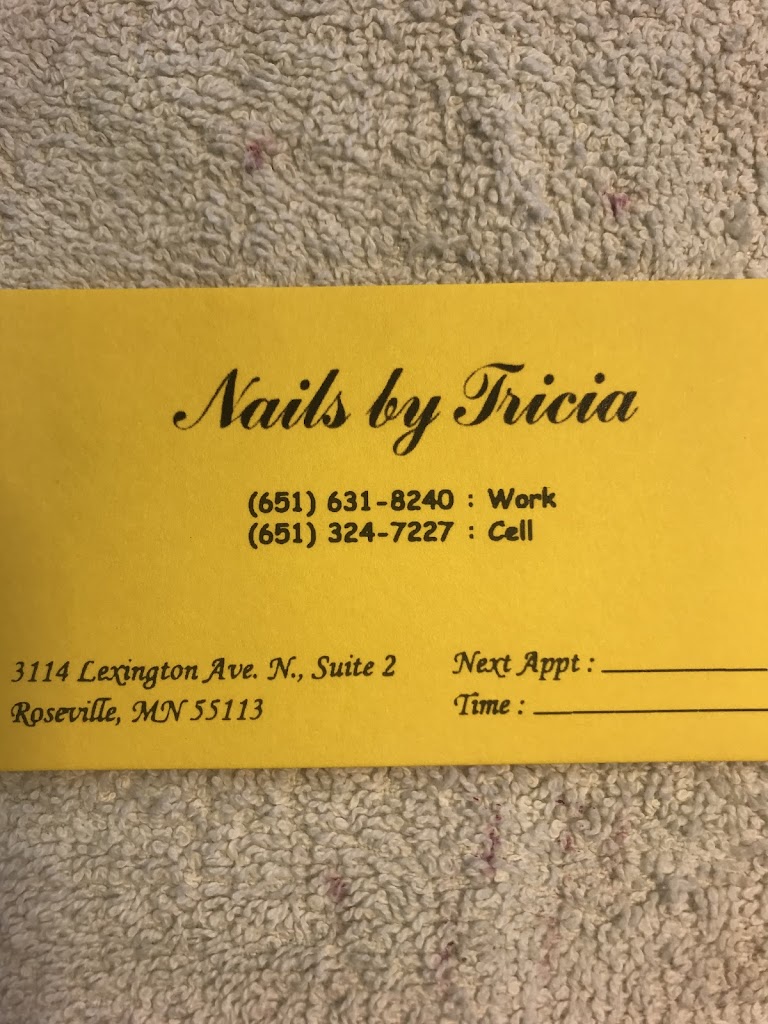 Nails by Tricia
(651) 631-8240 : Work
(651) 324-7227 : Cell
3114 Lexington Ave. N., Suite 2
Roseville, MN 55113
Next Appt :
Time :